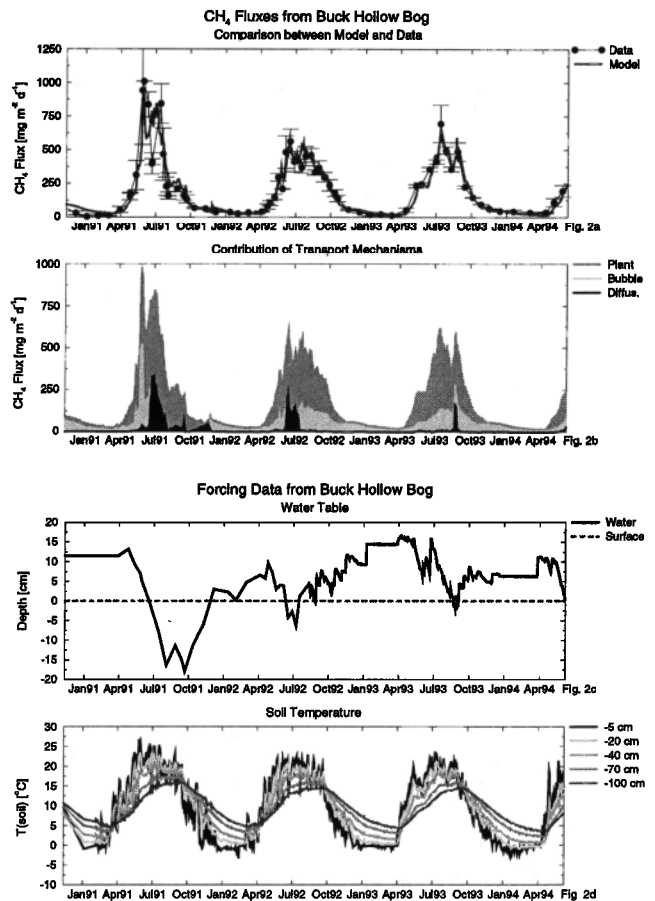 CH₄ Fluxes from Buck Hollow Bog
Comparison between Model and Data
1250
1000
750
500
250
0
CH₄ Flux [mg m⁻² d⁻¹]
Data
Model
Jan91 Apr91 Jul91 Oct91 Jan92 Apr92 Jul92 Oct92 Jan93 Apr93 Jul93 Oct93 Jan94 Apr94 Fig. 2a
Contribution of Transport Mechanisms
1000
750
500
250
0
CH₄ Flux [mg m⁻² d⁻¹]
Plant
Bubble
Diffus.
Jan91 Apr91 Jul91 Oct91 Jan92 Apr92 Jul92 Oct92 Jan93 Apr93 Jul93 Oct93 Jan94 Apr94 Fig. 2b
Forcing Data from Buck Hollow Bog
Water Table
20
15
10
5
0
-5
-10
-15
-20
Depth [cm]
Water
Surface
Jan91 Apr91 Jul91 Oct91 Jan92 Apr92 Jul92 Oct92 Jan93 Apr93 Jul93 Oct93 Jan94 Apr94 Fig. 2c
Soil Temperature
30
25
20
15
10
5
0
-5
-10
T(soil) [°C]
-5 cm
-20 cm
-40 cm
-70 cm
-100 cm
Jan91 Apr91 Jul91 Oct91 Jan92 Apr92 Jul92 Oct92 Jan93 Apr93 Jul93 Oct93 Jan94 Apr94 Fig 2d